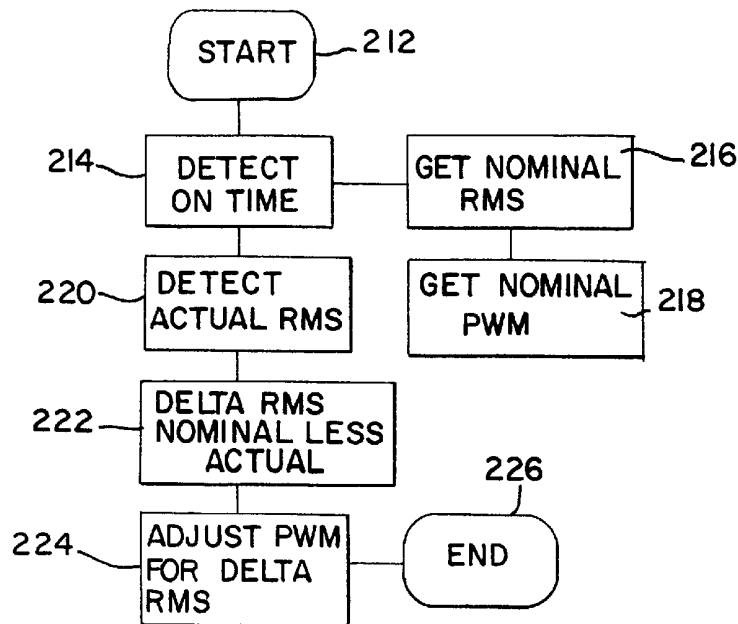 START
212
214
DETECT
ON TIME
GET NOMINAL
RMS
216
220
DETECT
ACTUAL RMS
GET NOMINAL
PWM
218
222
DELTA RMS
NOMINAL LESS
ACTUAL
226
224
ADJUST PWM
FOR DELTA
RMS
END